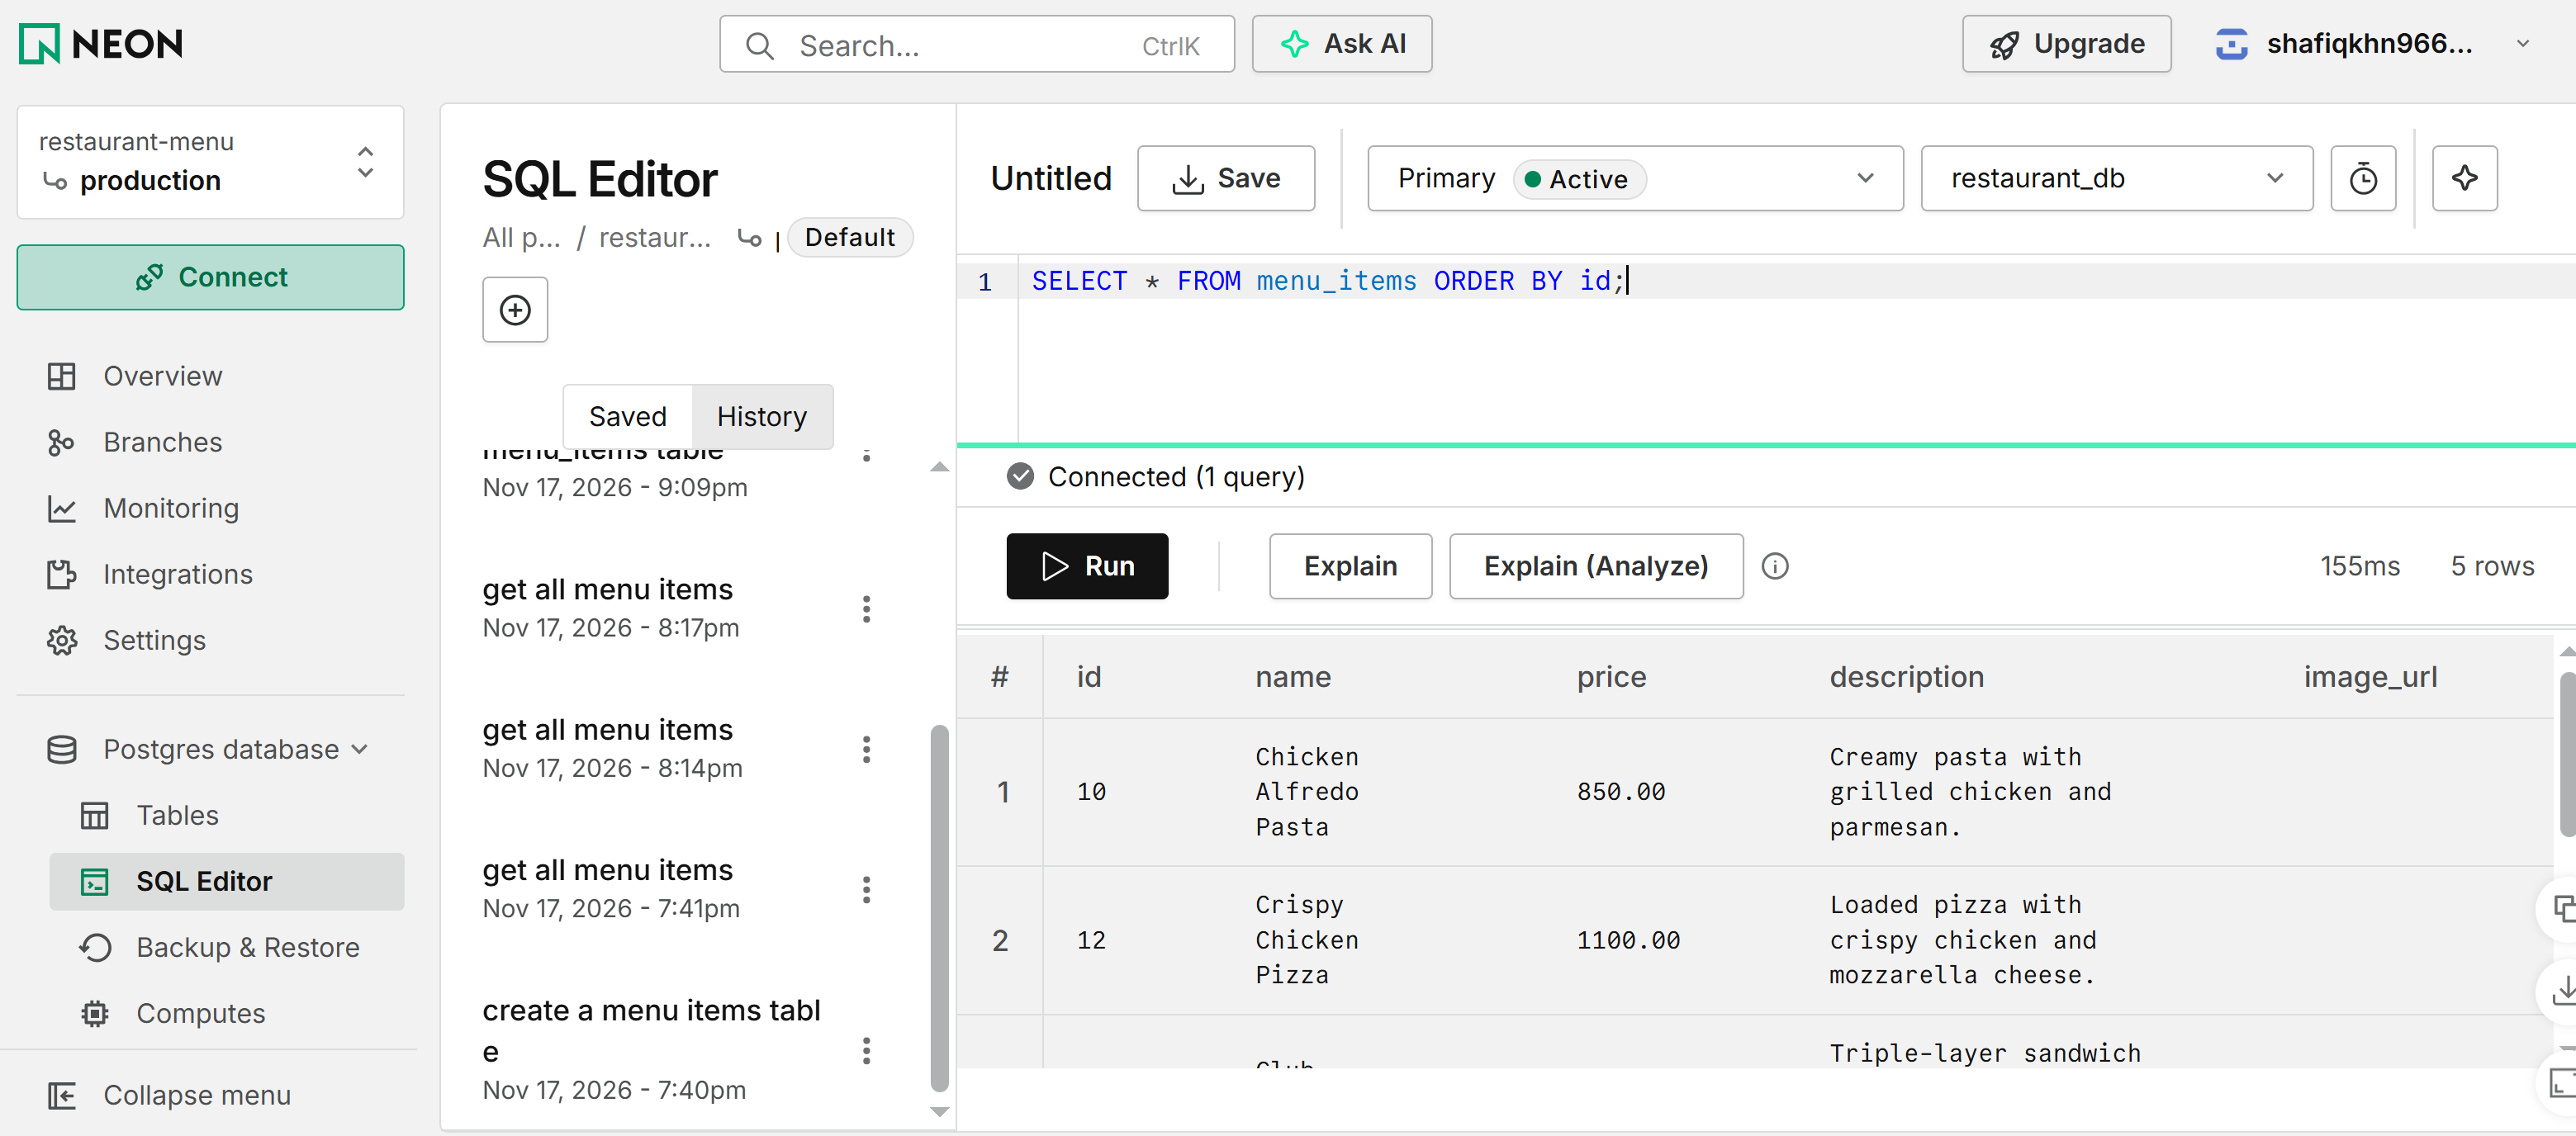 NEON
Search... CtrlK
Ask AI
Upgrade
shafiqkhn966...
restaurant-menu
production
Connect
Overview
Branches
Monitoring
Integrations
Settings
Postgres database
Tables
SQL Editor
Backup & Restore
Computes
Collapse menu
SQL Editor
All p... / restaur... Default
Saved
History
menu_items table
Nov 17, 2026 - 9:09pm
get all menu items
Nov 17, 2026 - 8:17pm
get all menu items
Nov 17, 2026 - 8:14pm
get all menu items
Nov 17, 2026 - 7:41pm
create a menu items tabl
e
Nov 17, 2026 - 7:40pm
Untitled
Save
Primary Active
restaurant_db
1 SELECT * FROM menu_items ORDER BY id;
Connected (1 query)
Run
Explain
Explain (Analyze)
155ms 5 rows
# id name price description image_url
1 10 Chicken Alfredo Pasta 850.00 Creamy pasta with grilled chicken and parmesan.
2 12 Crispy Chicken Pizza 1100.00 Loaded pizza with crispy chicken and mozzarella cheese.
Club
Triple-layer sandwich